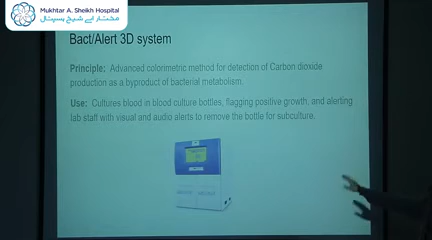 Mukhtar A. Sheikh Hospital
مختار اے شیخ ہسپتال
Bact/Alert 3D system
Principle: Advanced colorimetric method for detection of Carbon dioxide
production as a byproduct of bacterial metabolism.
Use: Cultures blood in blood culture bottles, flagging positive growth, and alerting
lab staff with visual and audio alerts to remove the bottle for subculture.